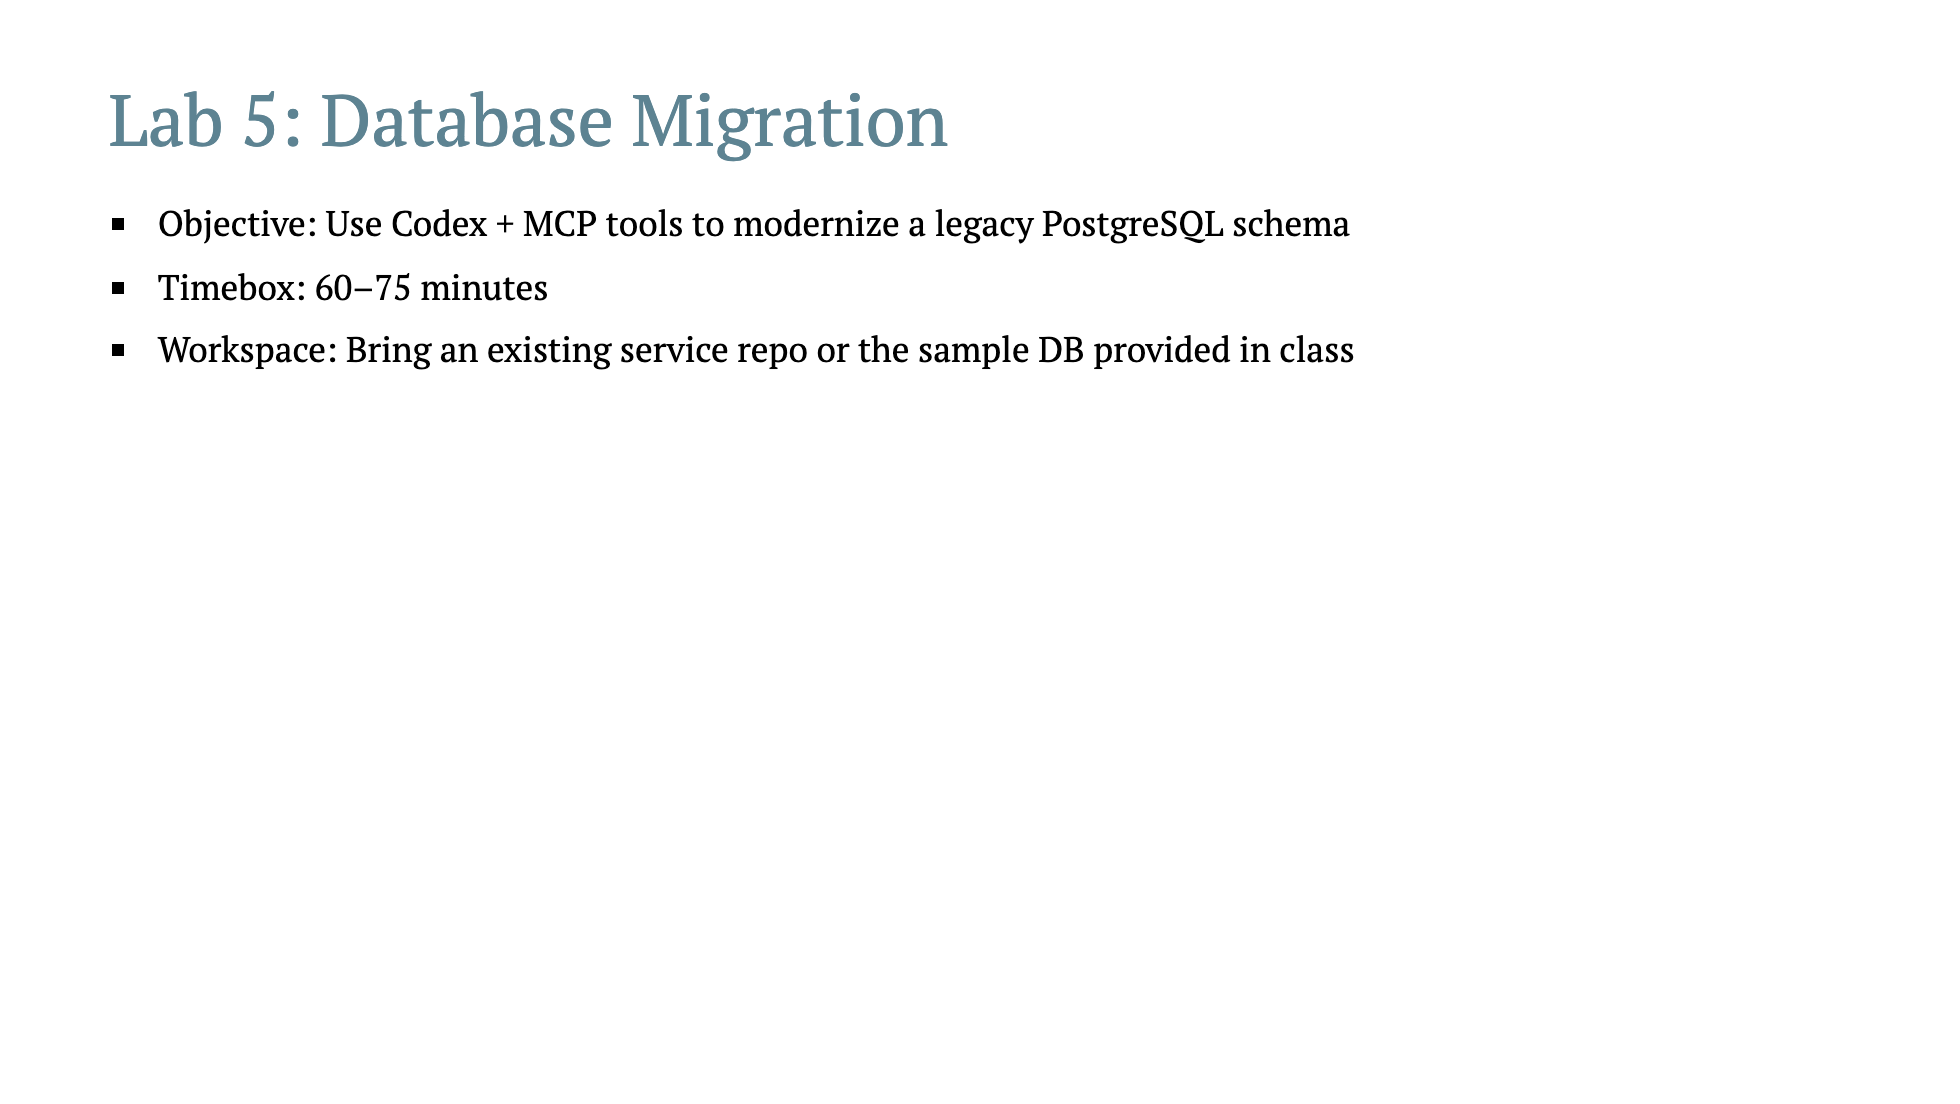 Lab 5: Database Migration
▪ Objective: Use Codex + MCP tools to modernize a legacy PostgreSQL schema
▪ Timebox: 60–75 minutes
▪ Workspace: Bring an existing service repo or the sample DB provided in class